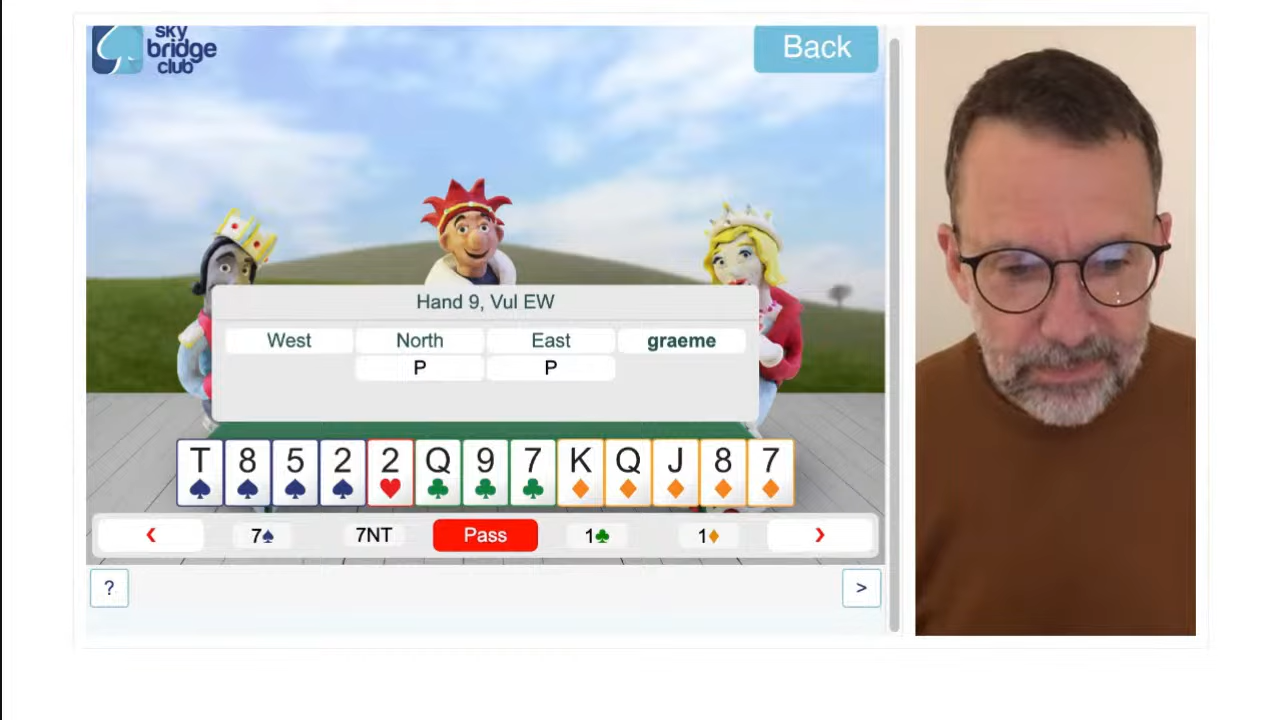 sky
bridge
club
Back
Hand 9, Vul EW
West North East graeme
P P
T 8 5 2 2 Q 9 7 K Q J 8 7
♠ ♠ ♠ ♠ ♥ ♣ ♣ ♣ ♦ ♦ ♦ ♦ ♦
‹ 7♠ 7NT Pass 1♣ 1♦ ›
? >